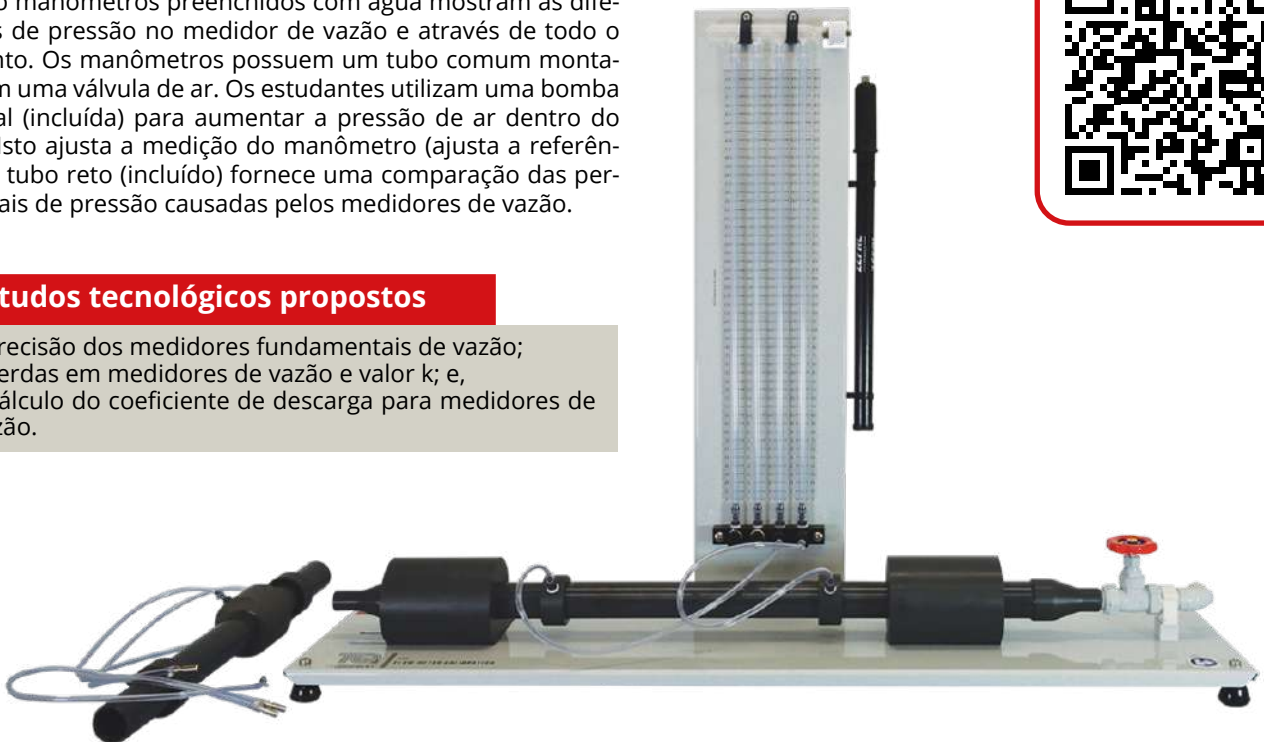 o manômetros preenchidos com água mostram as dife-
s de pressão no medidor de vazão e através de todo o
nto. Os manômetros possuem um tubo comum monta-
m uma válvula de ar. Os estudantes utilizam uma bomba
al (incluída) para aumentar a pressão de ar dentro do
Isto ajusta a medição do manômetro (ajusta a referên-
tubo reto (incluído) fornece uma comparação das per-
ais de pressão causadas pelos medidores de vazão.
tudos tecnológicos propostos
recisão dos medidores fundamentais de vazão;
erdas em medidores de vazão e valor k; e,
álculo do coeficiente de descarga para medidores de
zão.